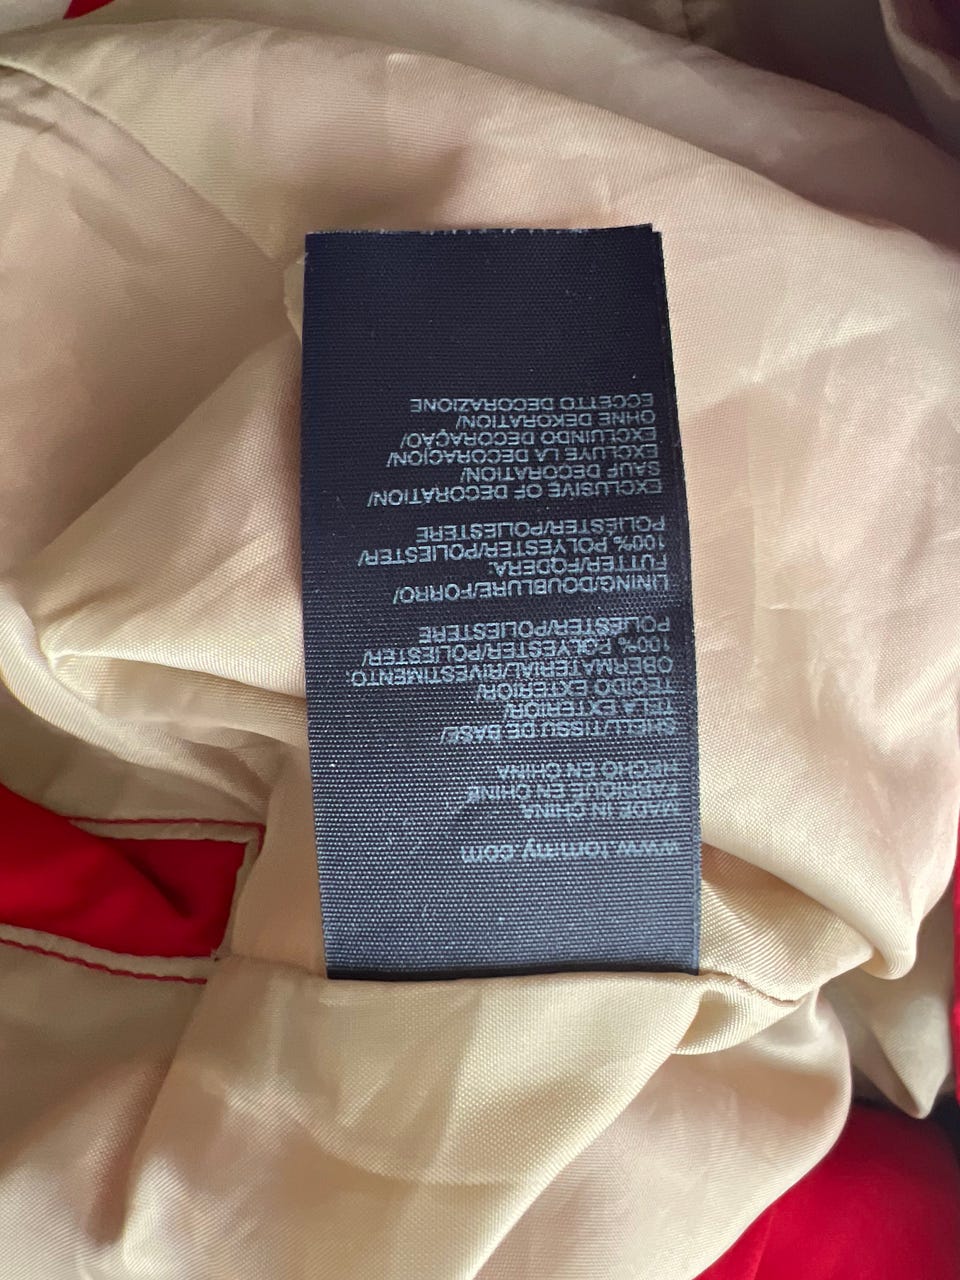 www.tommy.com
MADE IN CHINA
FABRIQUÉ EN CHINE
HECHO EN CHINA
SHELL/TISSU DE BASE/
TELA EXTERIOR/
TECIDO EXTERIOR/
OBERMATERIAL/RIVESTIMENTO:
100% POLYESTER/POLIESTER/
POLIÉSTER/POLIESTERE
LINING/DOUBLURE/FORRO/
FUTTER/FODERA:
100% POLYESTER/POLIESTER/
POLIÉSTER/POLIESTERE
EXCLUSIVE OF DECORATION/
SAUF DECORATION/
EXCLUYE LA DECORACION/
EXCLUINDO DECORAÇÃO/
OHNE DEKORATION/
ECCETTO DECORAZIONE